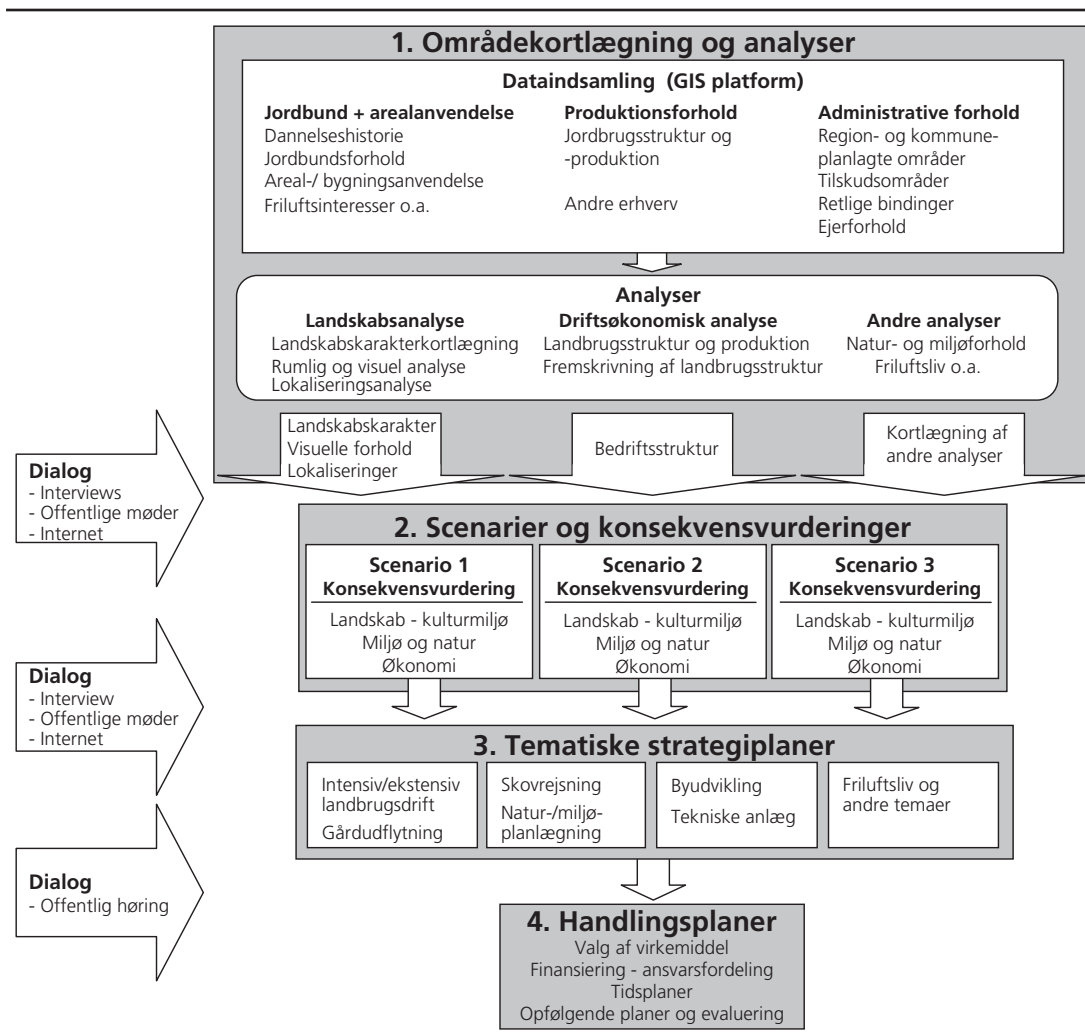 1. Områdekortlægning og analyser
Dataindsamling (GIS platform)
Jordbund + arealanvendelse
Dannelseshistorie
Jordbundsforhold
Areal-/ bygningsanvendelse
Friluftsinteresser o.a.
Produktionsforhold
Jordbrugsstruktur og
-produktion
Andre erhverv
Administrative forhold
Region- og kommune-
planlagte områder
Tilskudsområder
Retlige bindinger
Ejerforhold
Analyser
Landskabsanalyse
Landskabskarakterkortlægning
Rumlig og visuel analyse
Lokaliseringsanalyse
Driftsøkonomisk analyse
Landbrugsstruktur og produktion
Fremskrivning af landbrugsstruktur
Andre analyser
Natur- og miljøforhold
Friluftsliv o.a.
Landskabskarakter
Visuelle forhold
Lokaliseringer
Bedriftsstruktur
Kortlægning af
andre analyser
Dialog
- Interviews
- Offentlige møder
- Internet
2. Scenarier og konsekvensvurderinger
Scenario 1
Konsekvensvurdering
Landskab - kulturmiljø
Miljø og natur
Økonomi
Scenario 2
Konsekvensvurdering
Landskab - kulturmiljø
Miljø og natur
Økonomi
Scenario 3
Konsekvensvurdering
Landskab - kulturmiljø
Miljø og natur
Økonomi
Dialog
- Interview
- Offentlige møder
- Internet
3. Tematiske strategiplaner
Intensiv/ekstensiv
landbrugsdrift
Gårdudflytning
Skovrejsning
Natur-/miljø-
planlægning
Byudvikling
Tekniske anlæg
Friluftsliv og
andre temaer
Dialog
- Offentlig høring
4. Handlingsplaner
Valg af virkemiddel
Finansiering - ansvarsfordeling
Tidsplaner
Opfølgende planer og evaluering